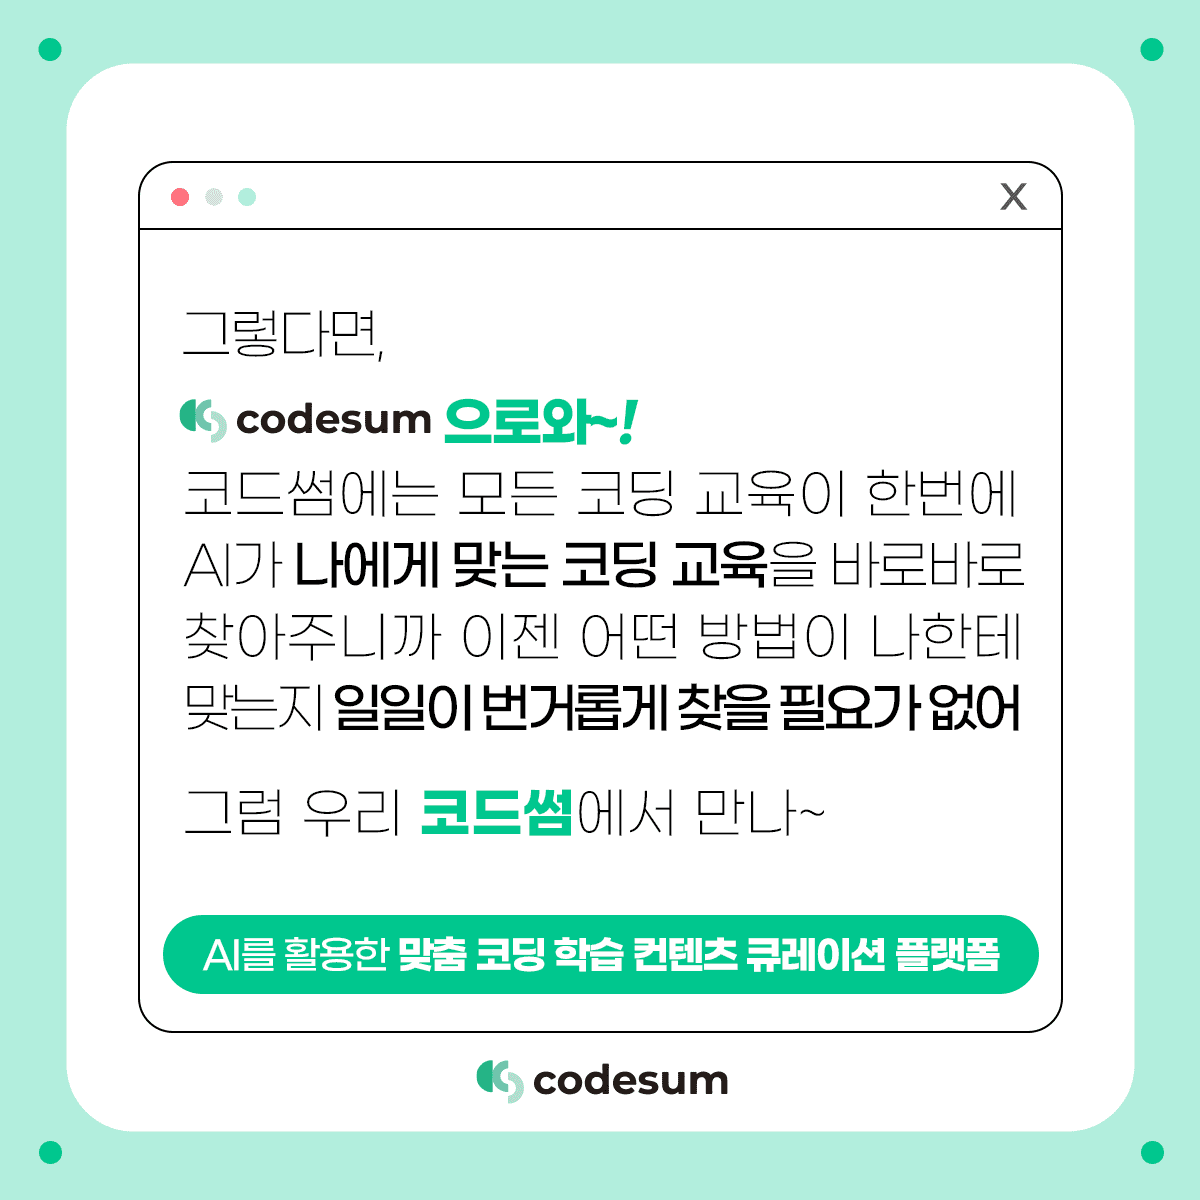 X
그렇다면,
codesum 으로와~!
코드썸에는 모든 코딩 교육이 한번에
AI가 나에게 맞는 코딩 교육을 바로바로
찾아주니까 이젠 어떤 방법이 나한테
맞는지 일일이 번거롭게 찾을 필요가 없어
그럼 우리 코드썸에서 만나~
AI를 활용한 맞춤 코딩 학습 컨텐츠 큐레이션 플랫폼
codesum